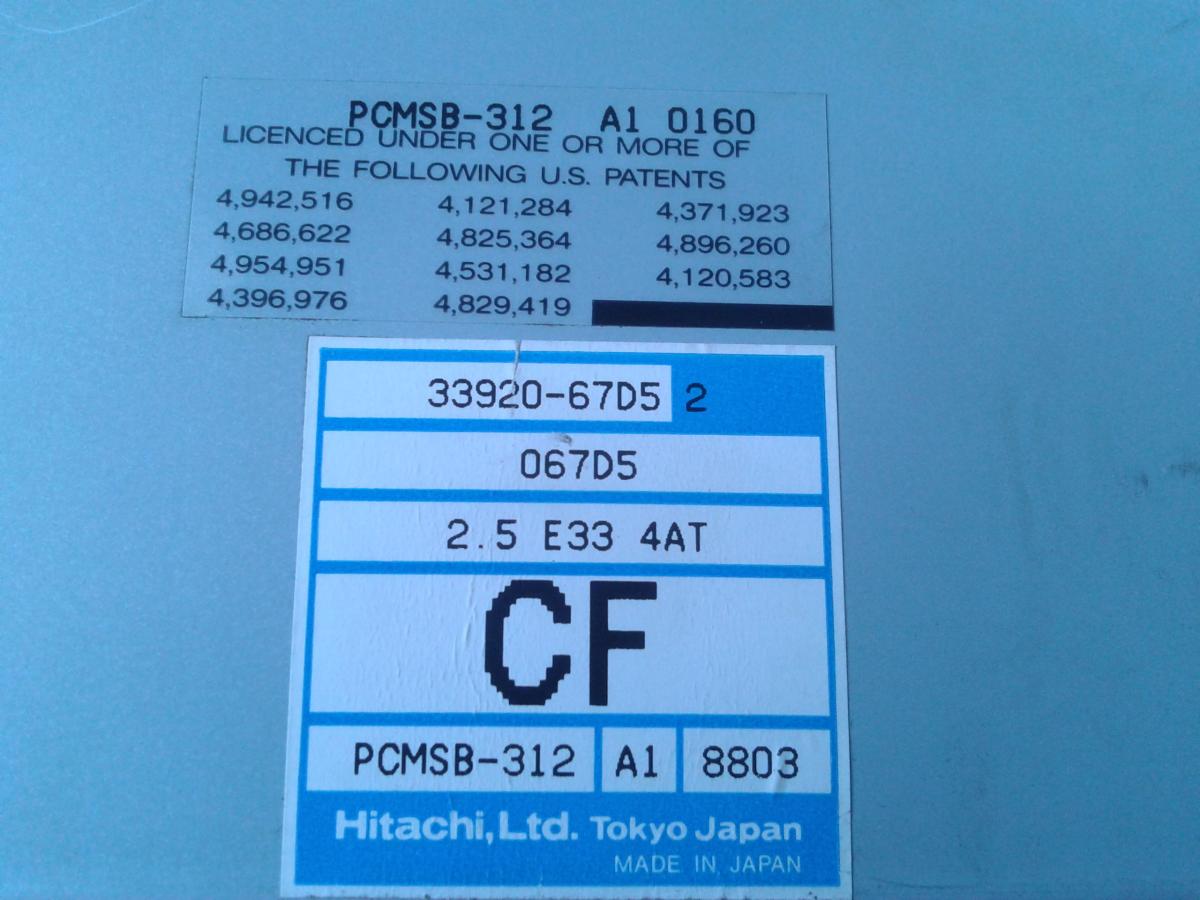 PCMSB-312 A1 0160
LICENCED UNDER ONE OR MORE OF
THE FOLLOWING U.S. PATENTS
4,942,516 4,121,284 4,371,923
4,686,622 4,825,364 4,896,260
4,954,951 4,531,182 4,120,583
4,396,976 4,829,419
33920-67D5 2
067D5
2.5 E33 4AT
CF
PCMSB-312 A1 8803
Hitachi,Ltd. Tokyo Japan
MADE IN JAPAN